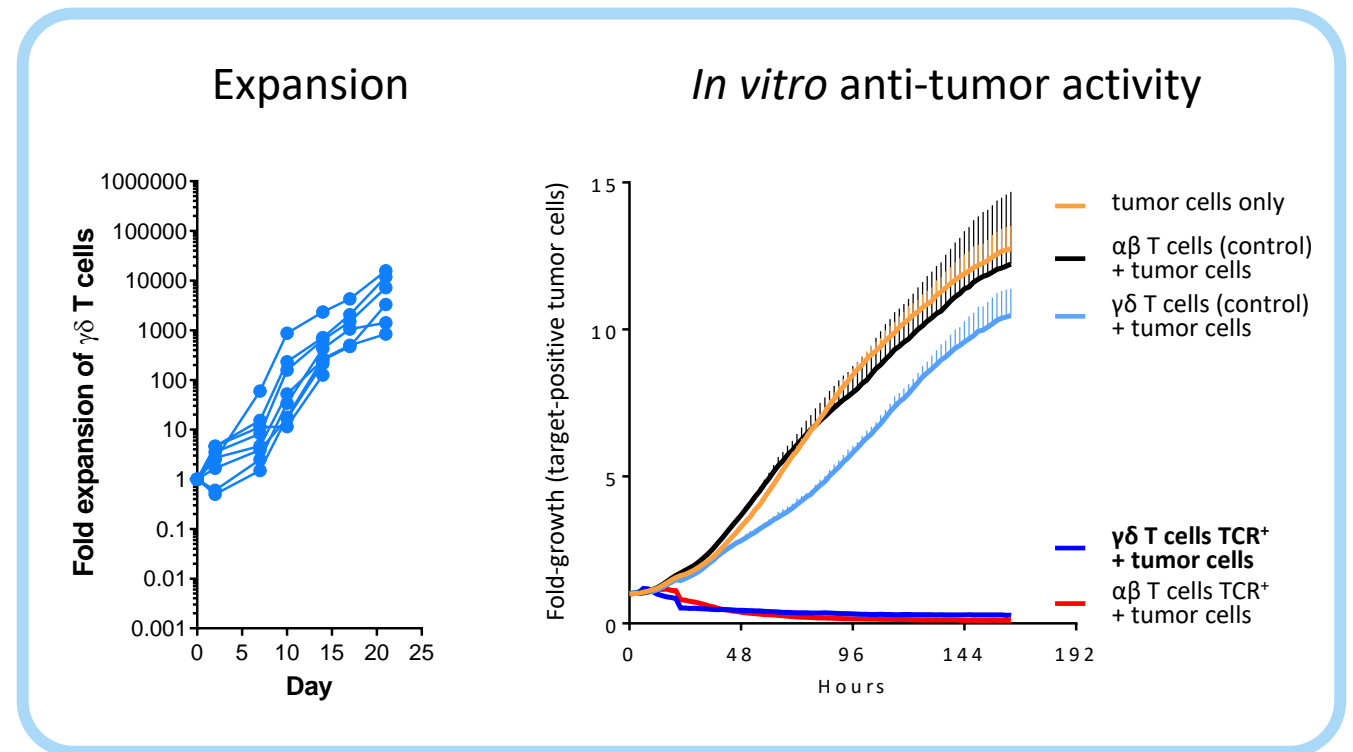 Expansion
In vitro anti-tumor activity
Fold expansion of γδ T cells
1000000
100000
10000
1000
100
10
1
0.1
0.01
0.001
0 5 10 15 20 25
Day
Fold-growth (target-positive tumor cells)
15
10
5
0
0 48 96 144 192
Hours
tumor cells only
αβ T cells (control)
+ tumor cells
γδ T cells (control)
+ tumor cells
γδ T cells TCR⁺
+ tumor cells
αβ T cells TCR⁺
+ tumor cells